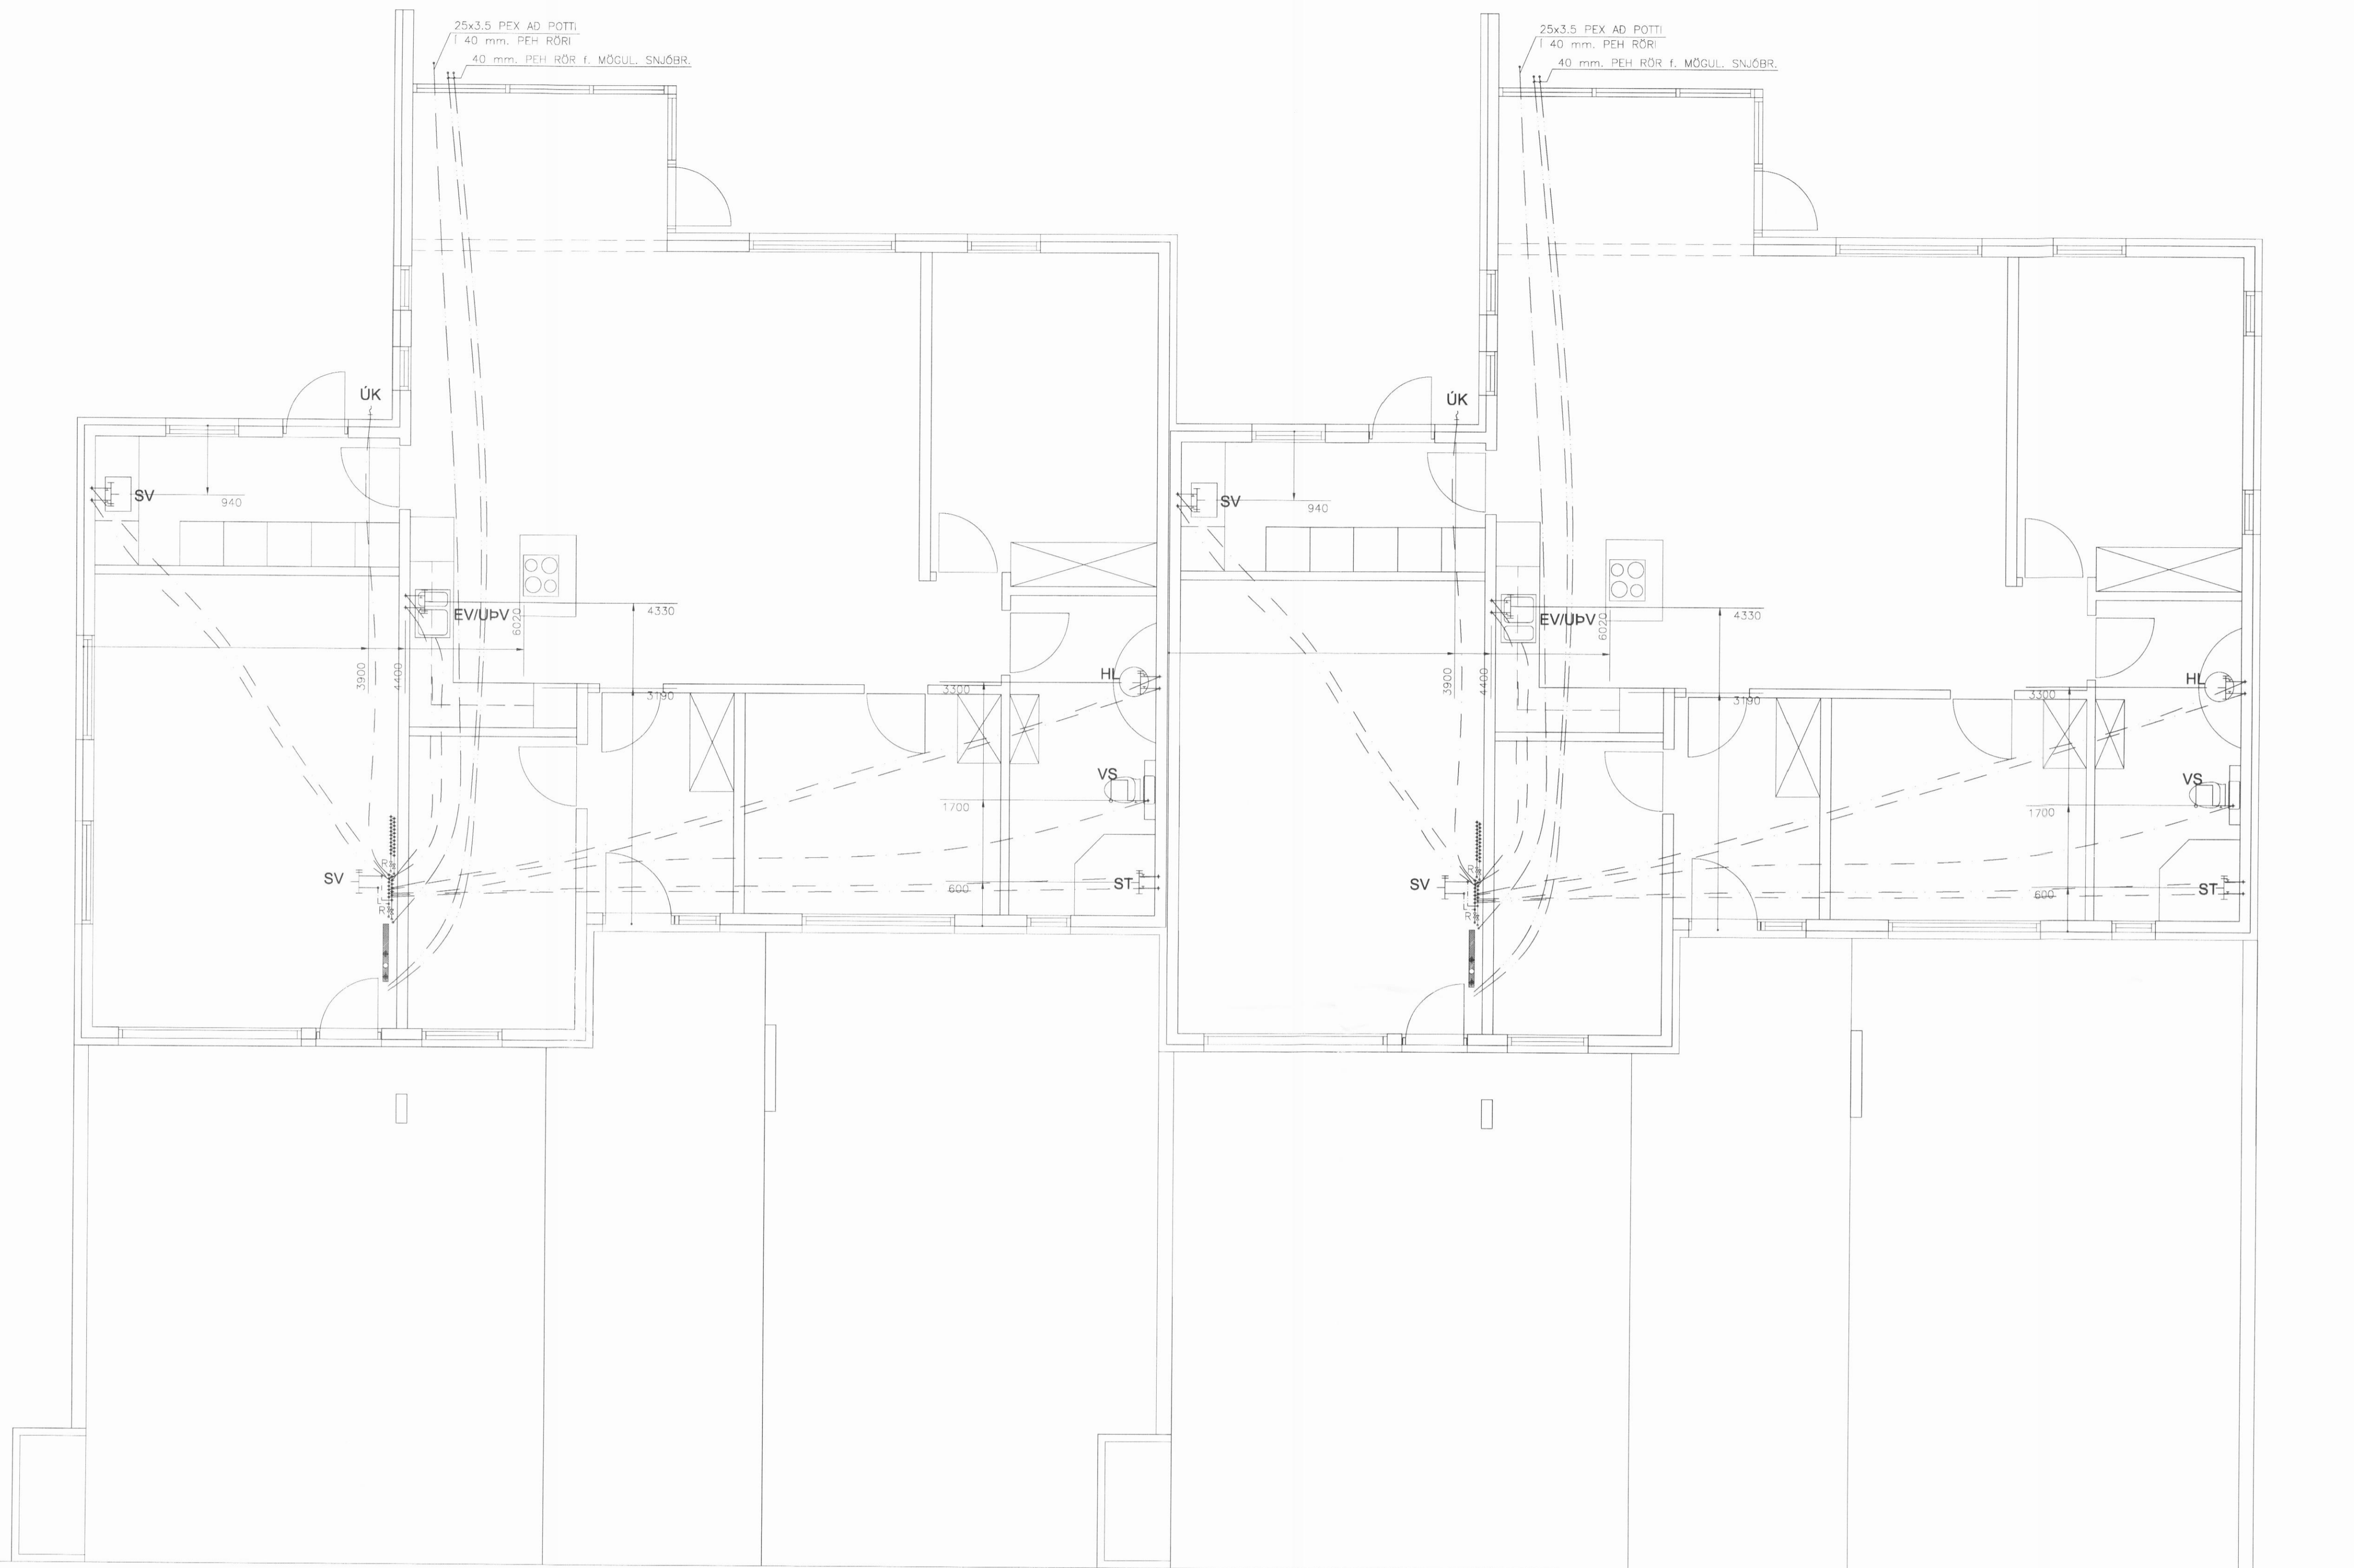 25x3.5 PEX AÐ POTTI
Í 40 mm. PEH RÖRI
40 mm. PEH RÖR f. MÖGUL. SNJÓBR.
25x3.5 PEX AÐ POTTI
Í 40 mm. PEH RÖRI
40 mm. PEH RÖR f. MÖGUL. SNJÓBR.
ÚK
ÚK
SV
940
SV
940
EV/UÞV
6020
4330
EV/UÞV
6020
4330
3900
4400
3190
3300
HL
3900
4400
3190
3300
HL
VS
1700
VS
1700
SV
R
L
R
600
ST
SV
R
L
R
600
ST